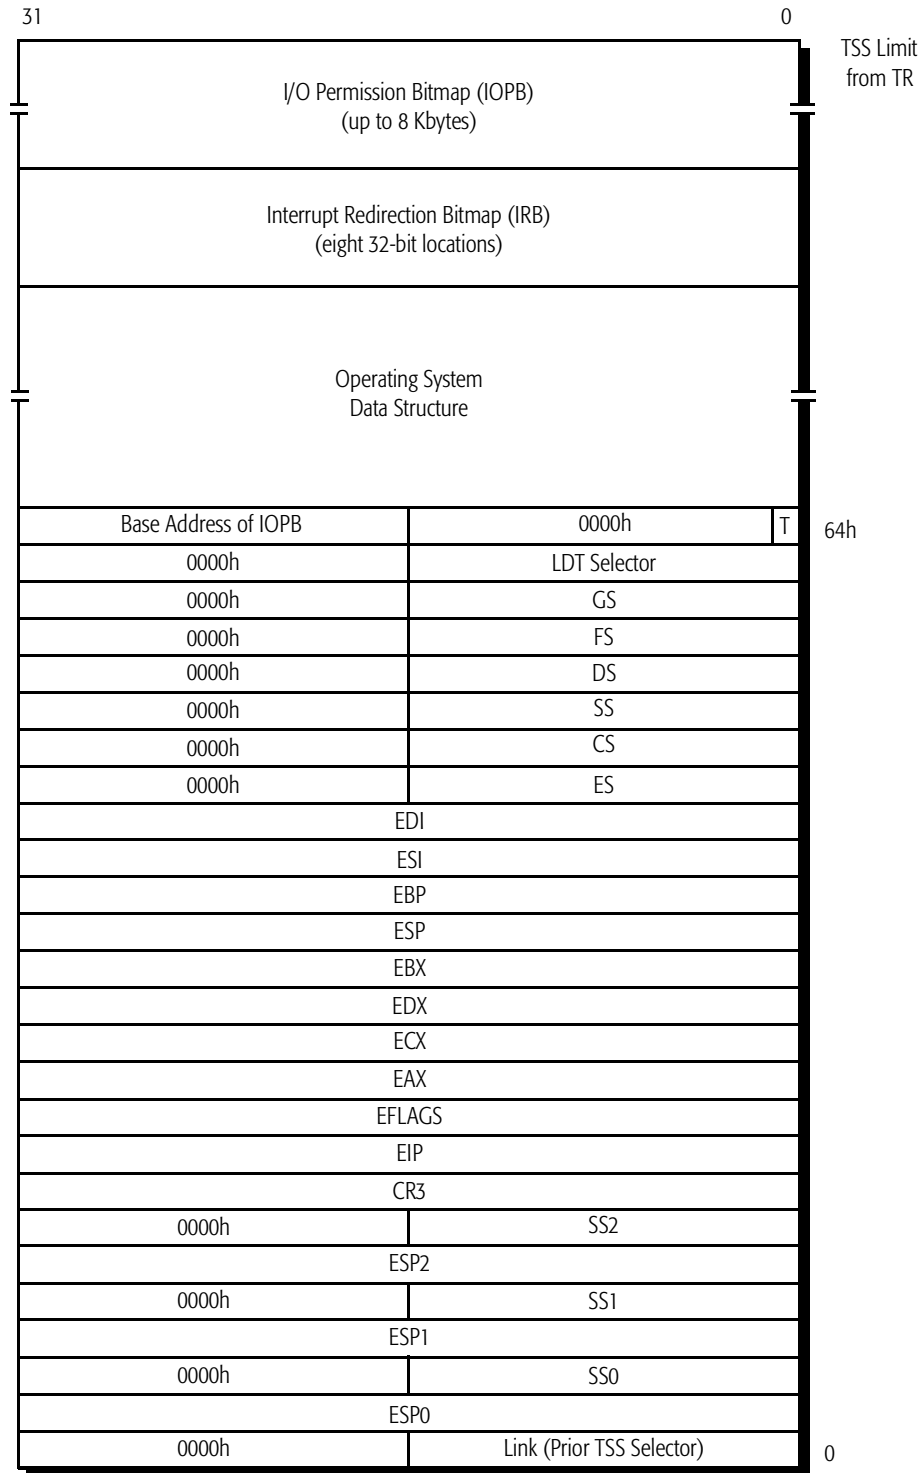 31 0
TSS Limit
from TR
I/O Permission Bitmap (IOPB)
(up to 8 Kbytes)
Interrupt Redirection Bitmap (IRB)
(eight 32-bit locations)
Operating System
Data Structure
Base Address of IOPB 0000h T 64h
0000h LDT Selector
0000h GS
0000h FS
0000h DS
0000h SS
0000h CS
0000h ES
EDI
ESI
EBP
ESP
EBX
EDX
ECX
EAX
EFLAGS
EIP
CR3
0000h SS2
ESP2
0000h SS1
ESP1
0000h SS0
ESP0
0000h Link (Prior TSS Selector) 0